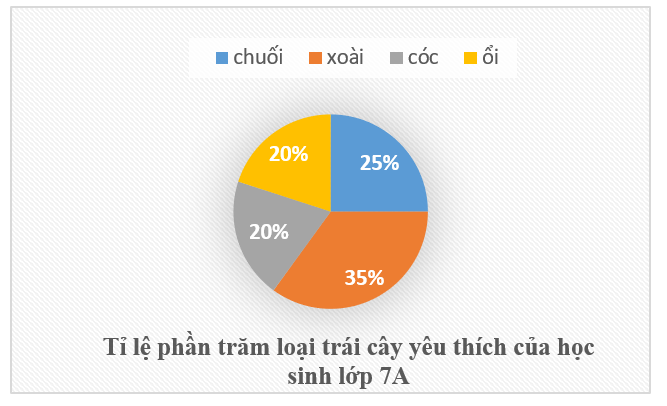 chuối xoài cóc ổi
20% 25%
20%
35%
Tỉ lệ phần trăm loại trái cây yêu thích của học
sinh lớp 7A